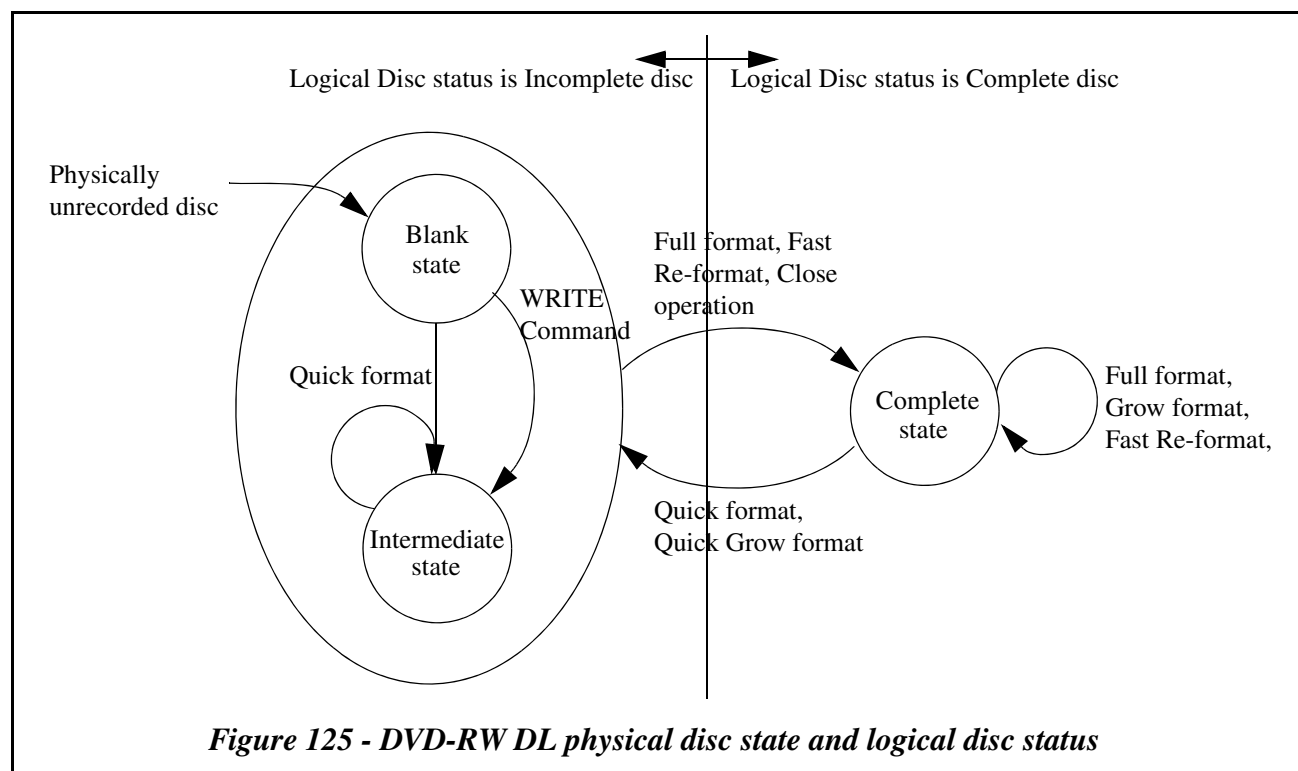 Logical Disc status is Incomplete disc
Logical Disc status is Complete disc
Physically
unrecorded disc
Blank
state
WRITE
Command
Full format, Fast
Re-format, Close
operation
Quick format
Complete
state
Full format,
Grow format,
Fast Re-format,
Intermediate
state
Quick format,
Quick Grow format
Figure 125 - DVD-RW DL physical disc state and logical disc status